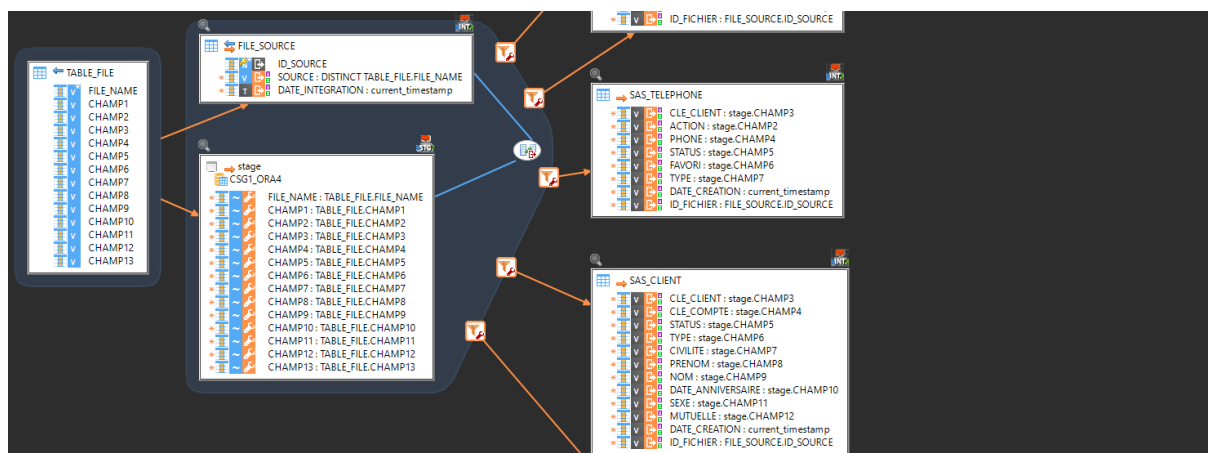 TABLE_FILE
FILE_NAME
CHAMP1
CHAMP2
CHAMP3
CHAMP4
CHAMP5
CHAMP6
CHAMP7
CHAMP8
CHAMP9
CHAMP10
CHAMP11
CHAMP12
CHAMP13
INT.
FILE_SOURCE
ID_SOURCE
SOURCE : DISTINCT TABLE_FILE.FILE_NAME
DATE_INTEGRATION : current_timestamp
STG
stage
CSG1_ORA4
FILE_NAME : TABLE_FILE.FILE_NAME
CHAMP1 : TABLE_FILE.CHAMP1
CHAMP2 : TABLE_FILE.CHAMP2
CHAMP3 : TABLE_FILE.CHAMP3
CHAMP4 : TABLE_FILE.CHAMP4
CHAMP5 : TABLE_FILE.CHAMP5
CHAMP6 : TABLE_FILE.CHAMP6
CHAMP7 : TABLE_FILE.CHAMP7
CHAMP8 : TABLE_FILE.CHAMP8
CHAMP9 : TABLE_FILE.CHAMP9
CHAMP10 : TABLE_FILE.CHAMP10
CHAMP11 : TABLE_FILE.CHAMP11
CHAMP12 : TABLE_FILE.CHAMP12
CHAMP13 : TABLE_FILE.CHAMP13
ID_FICHIER : FILE_SOURCE.ID_SOURCE
INT.
SAS_TELEPHONE
CLE_CLIENT : stage.CHAMP3
ACTION : stage.CHAMP2
PHONE : stage.CHAMP4
STATUS : stage.CHAMP5
FAVORI : stage.CHAMP6
TYPE : stage.CHAMP7
DATE_CREATION : current_timestamp
ID_FICHIER : FILE_SOURCE.ID_SOURCE
INT.
SAS_CLIENT
CLE_CLIENT : stage.CHAMP3
CLE_COMPTE : stage.CHAMP4
STATUS : stage.CHAMP5
TYPE : stage.CHAMP6
CIVILITE : stage.CHAMP7
PRENOM : stage.CHAMP8
NOM : stage.CHAMP9
DATE_ANNIVERSAIRE : stage.CHAMP10
SEXE : stage.CHAMP11
MUTUELLE : stage.CHAMP12
DATE_CREATION : current_timestamp
ID_FICHIER : FILE_SOURCE.ID_SOURCE